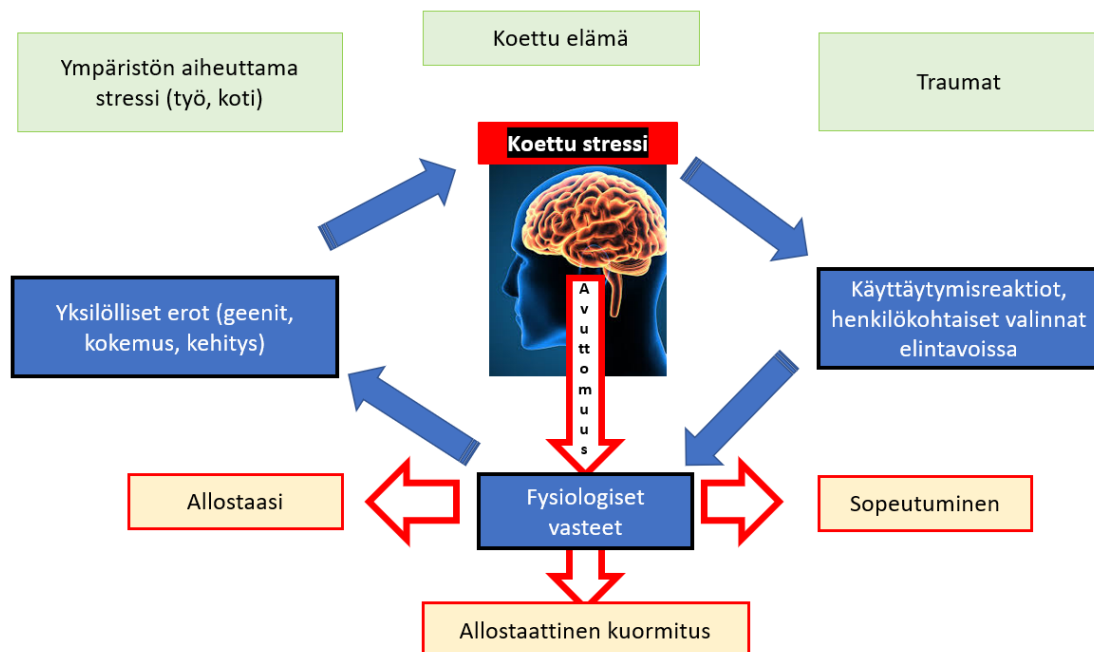 Ympäristön aiheuttama
stressi (työ, koti)
Koettu elämä
Traumat
Koettu stressi
Avuttomuus
Yksilölliset erot (geenit,
kokemus, kehitys)
Käyttäytymisreaktiot,
henkilökohtaiset valinnat
elintavoissa
Allostaasi
Fysiologiset
vasteet
Sopeutuminen
Allostaattinen kuormitus